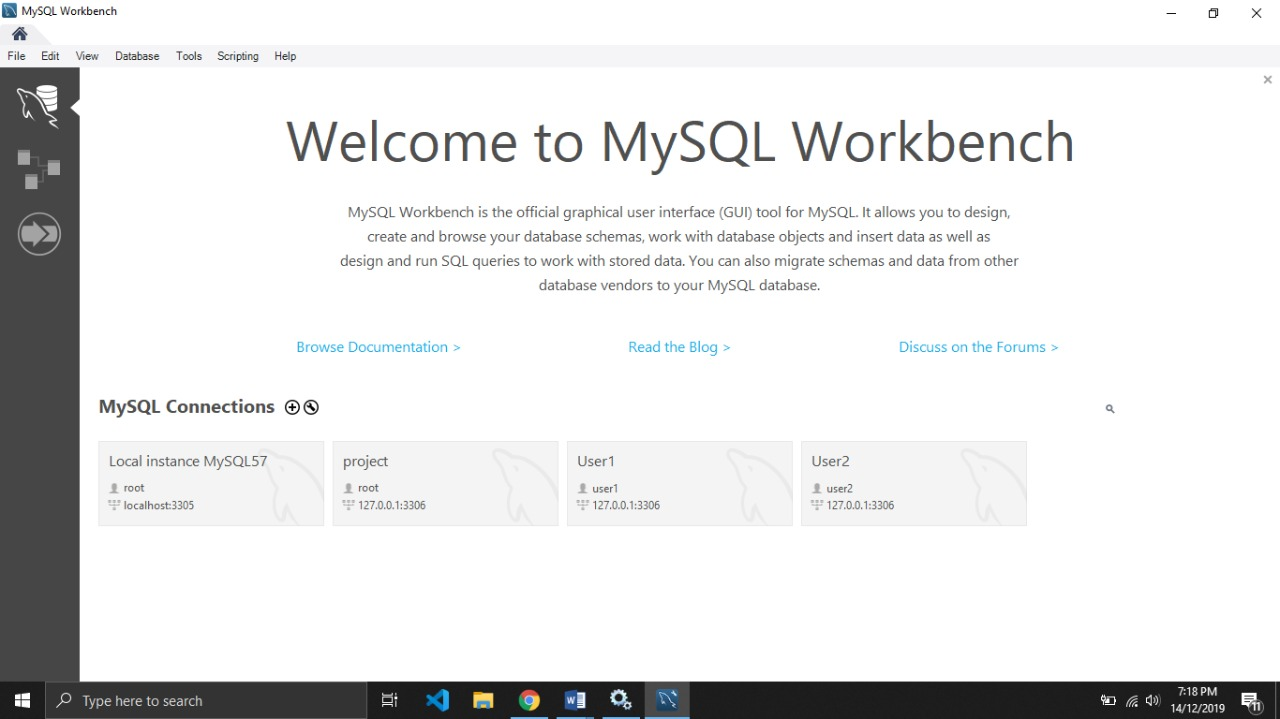 MySQL Workbench
File Edit View Database Tools Scripting Help
Welcome to MySQL Workbench
MySQL Workbench is the official graphical user interface (GUI) tool for MySQL. It allows you to design,
create and browse your database schemas, work with database objects and insert data as well as
design and run SQL queries to work with stored data. You can also migrate schemas and data from other
database vendors to your MySQL database.
Browse Documentation > Read the Blog > Discuss on the Forums >
MySQL Connections
Local instance MySQL57
root
localhost:3305
project
root
127.0.0.1:3306
User1
user1
127.0.0.1:3306
User2
user2
127.0.0.1:3306
Type here to search
7:18 PM
14/12/2019
11